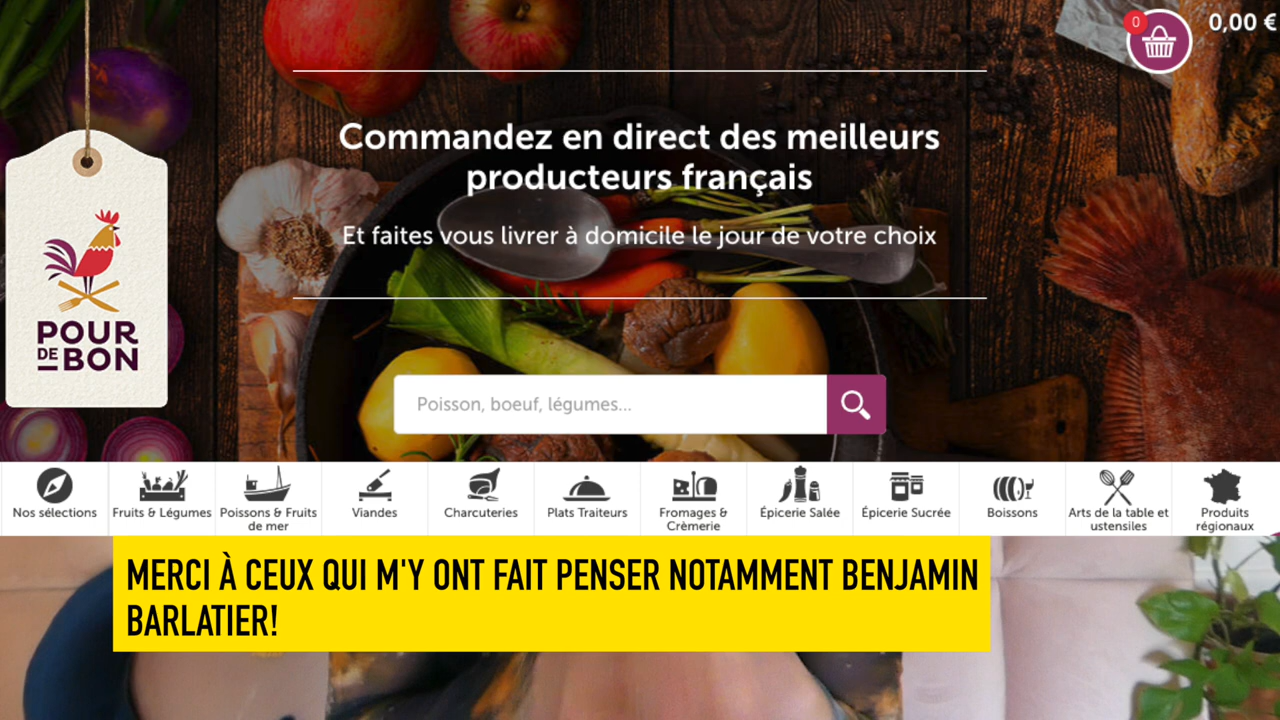 0
0,00 €
Commandez en direct des meilleurs
producteurs français
Et faites vous livrer à domicile le jour de votre choix
POUR
DE BON
Poisson, boeuf, légumes...
Nos sélections
Fruits & Légumes
Poissons & Fruits
de mer
Viandes
Charcuteries
Plats Traiteurs
Fromages &
Crèmerie
Épicerie Salée
Épicerie Sucrée
Boissons
Arts de la table et
ustensiles
Produits
régionaux
MERCI À CEUX QUI M'Y ONT FAIT PENSER NOTAMMENT BENJAMIN
BARLATIER!